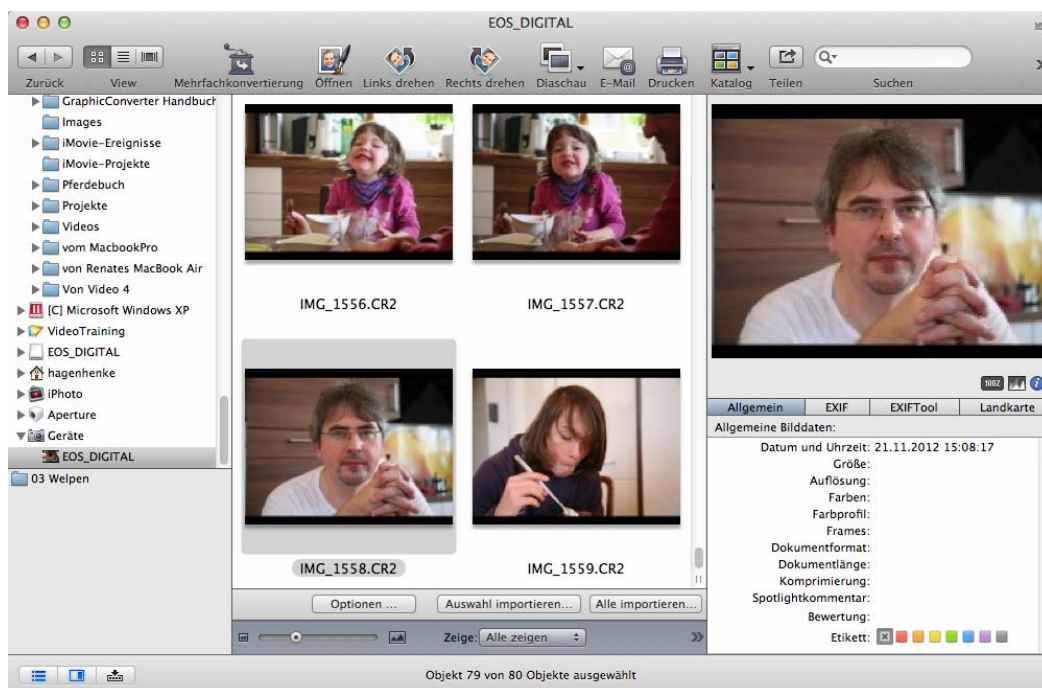 EOS_DIGITAL
Zurück View Mehrfachkonvertierung Öffnen Links drehen Rechts drehen Diaschau E-Mail Drucken Katalog Teilen Suchen
GraphicConverter Handbuch
Images
iMovie-Ereignisse
iMovie-Projekte
Pferdebuch
Projekte
Videos
vom MacbookPro
von Renates MacBook Air
Von Video 4
[C] Microsoft Windows XP
VideoTraining
EOS_DIGITAL
hagenhenke
iPhoto
Aperture
Geräte
EOS_DIGITAL
03 Welpen
IMG_1556.CR2
IMG_1557.CR2
IMG_1558.CR2
IMG_1559.CR2
Optionen ... Auswahl importieren... Alle importieren...
Zeige: Alle zeigen
Allgemein EXIF EXIFTool Landkarte
Allgemeine Bilddaten:
Datum und Uhrzeit: 21.11.2012 15:08:17
Größe:
Auflösung:
Farben:
Farbprofil:
Frames:
Dokumentformat:
Dokumentlänge:
Komprimierung:
Spotlightkommentar:
Bewertung:
Etikett:
Objekt 79 von 80 Objekte ausgewählt